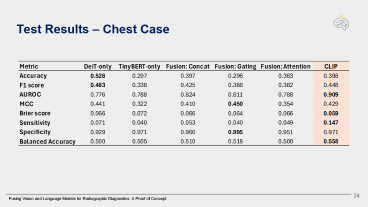 Test Results – Chest Case
Metric DeiT-only TinyBERT-only Fusion: Concat Fusion: Gating Fusion: Attention CLIP
Accuracy 0.528 0.297 0.397 0.296 0.363 0.398
F1 score 0.483 0.338 0.425 0.386 0.382 0.448
AUROC 0.776 0.788 0.824 0.811 0.788 0.909
MCC 0.441 0.322 0.410 0.450 0.354 0.429
Brier score 0.066 0.072 0.066 0.064 0.066 0.059
Sensitivity 0.071 0.040 0.053 0.040 0.049 0.147
Specificity 0.929 0.971 0.966 0.995 0.951 0.971
Balanced Accuracy 0.500 0.505 0.510 0.518 0.500 0.558
Fusing Vision and Language Models for Radiographic Diagnostics: A Proof of Concept
24